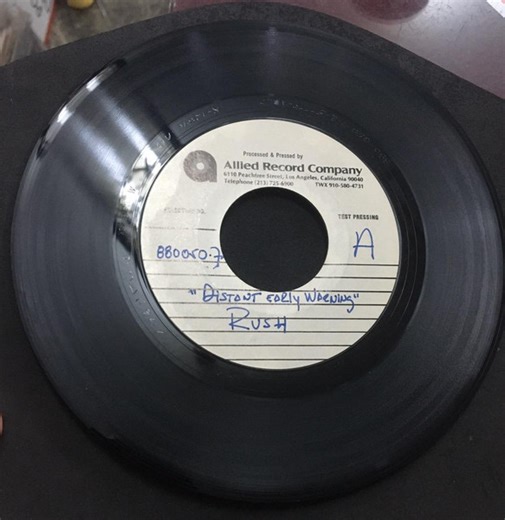 Processed & Pressed by
Allied Record Company
6110 Peachtree Street, Los Angeles, California 90040
Telephone (213) 725-6900 TWX 910-580-4731
TEST PRESSING
A
880050-7
"DISTANT EARLY WARNING"
RUSH